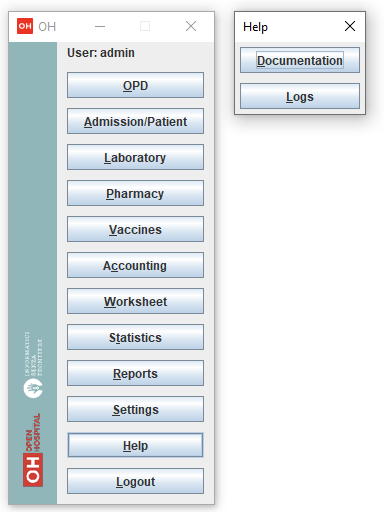 OH OH
User: admin
OPD
Admission/Patient
Laboratory
Pharmacy
Vaccines
Accounting
Worksheet
Statistics
Reports
Settings
Help
Logout
INFORMATICI
SENZA
FRONTIERE
OH OPEN
HOSPITAL
Help
Documentation
Logs